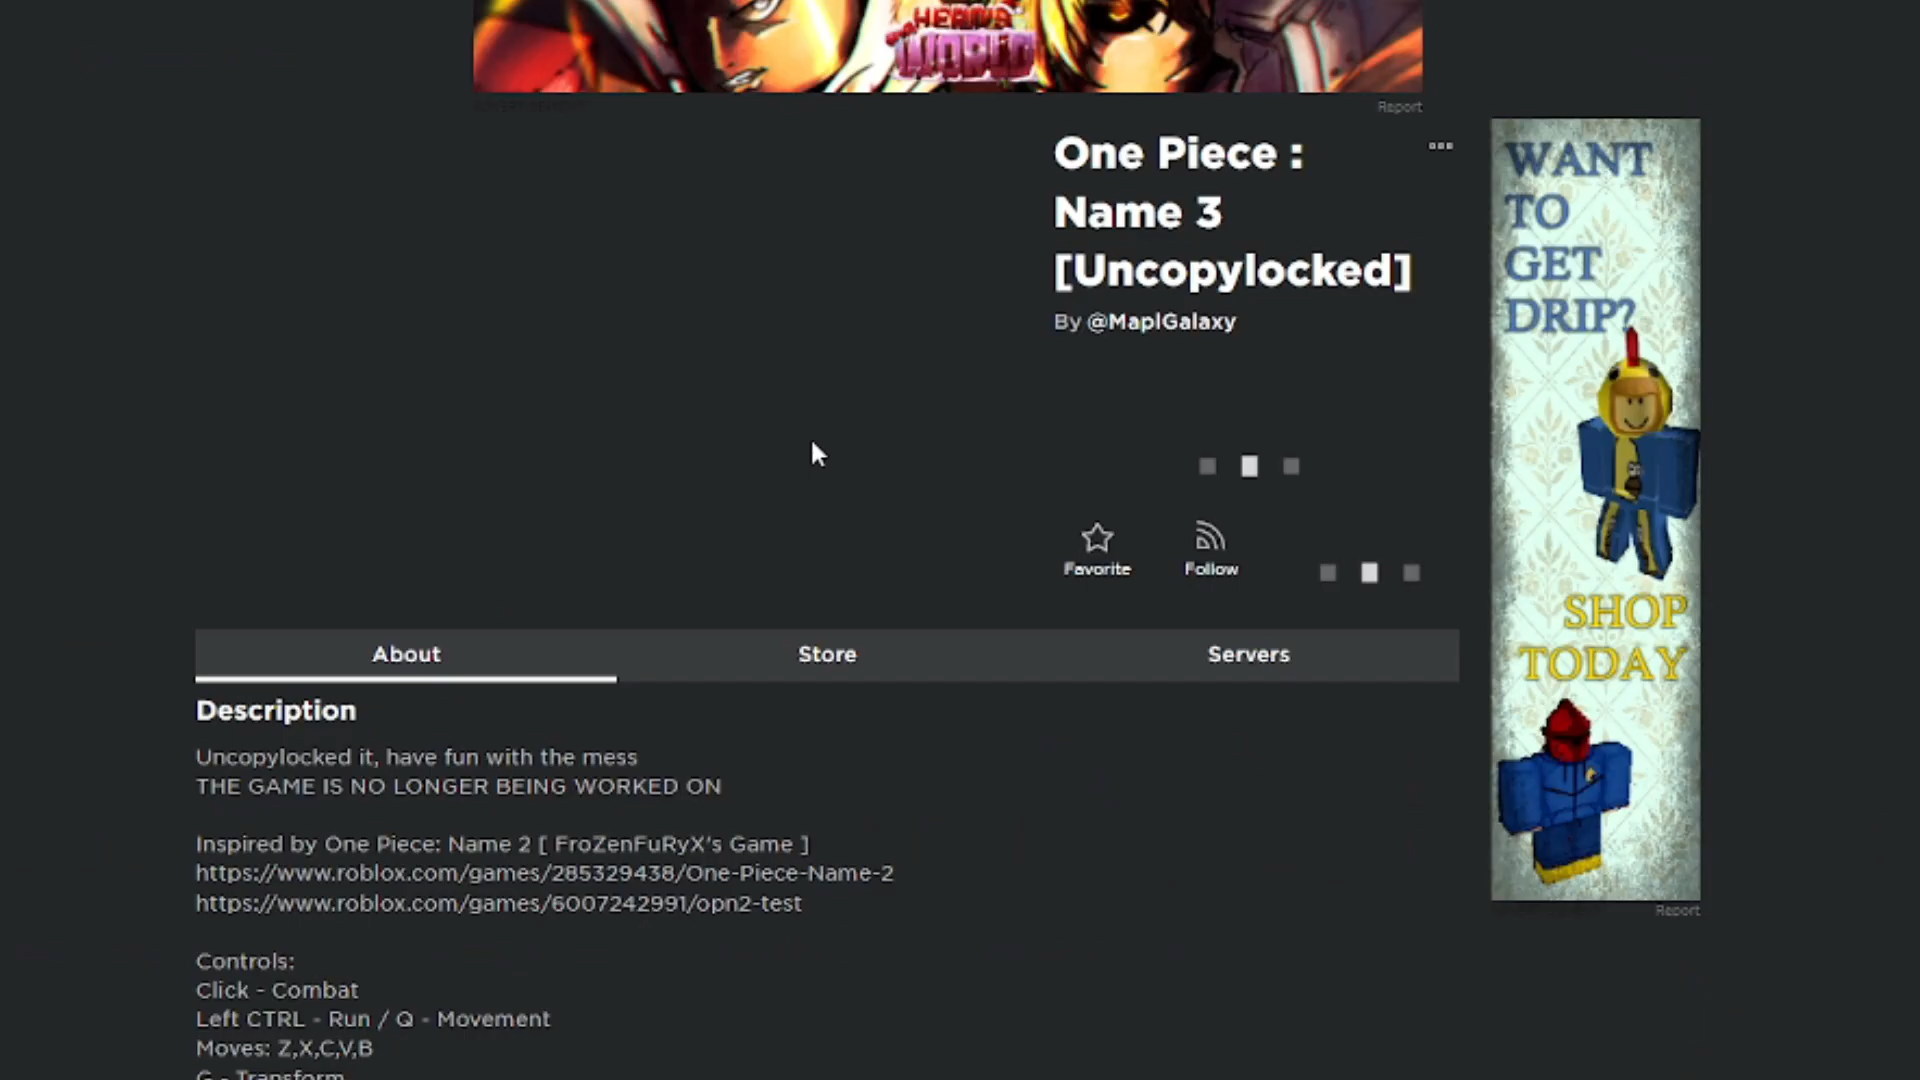 WORLD
Report
One Piece :
Name 3
[Uncopylocked]
By @MaplGalaxy
WANT
TO
GET
DRIP?
SHOP
TODAY
Report
Favorite
Follow
About
Store
Servers
Description
Uncopylocked it, have fun with the mess
THE GAME IS NO LONGER BEING WORKED ON
Inspired by One Piece: Name 2 [ FroZenFuRyX's Game ]
https://www.roblox.com/games/285329438/One-Piece-Name-2
https://www.roblox.com/games/6007242991/opn2-test
Controls:
Click - Combat
Left CTRL - Run / Q - Movement
Moves: Z,X,C,V,B
G - Transform